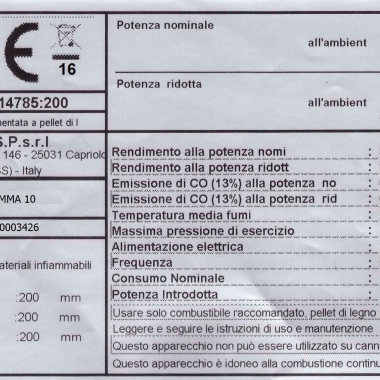 CE
16
14785:200
mentata a pellet di l
S.P.s.r.l
146 - 25031 Capriolo
S) - Italy
MMA 10
0003426
ateriali infiammabili
:200 mm
:200 mm
:200 mm
Potenza nominale
all'ambient
Potenza ridotta
all'ambient
Rendimento alla potenza nomi :
Rendimento alla potenza ridott :
Emissione di CO (13%) alla potenza no :
Emissione di CO (13%) alla potenza rid :
Temperatura media fumi :
Massima pressione di esercizio :
Alimentazione elettrica :
Frequenza :
Consumo Nominale :
Potenza Introdotta :
Usare solo combustibile raccomandato, pellet di legno
Leggere e seguire le istruzioni di uso e manutenzione
Questo apparecchio non può essere utilizzato su cann
Questo apparecchio è idoneo alla combustione continu